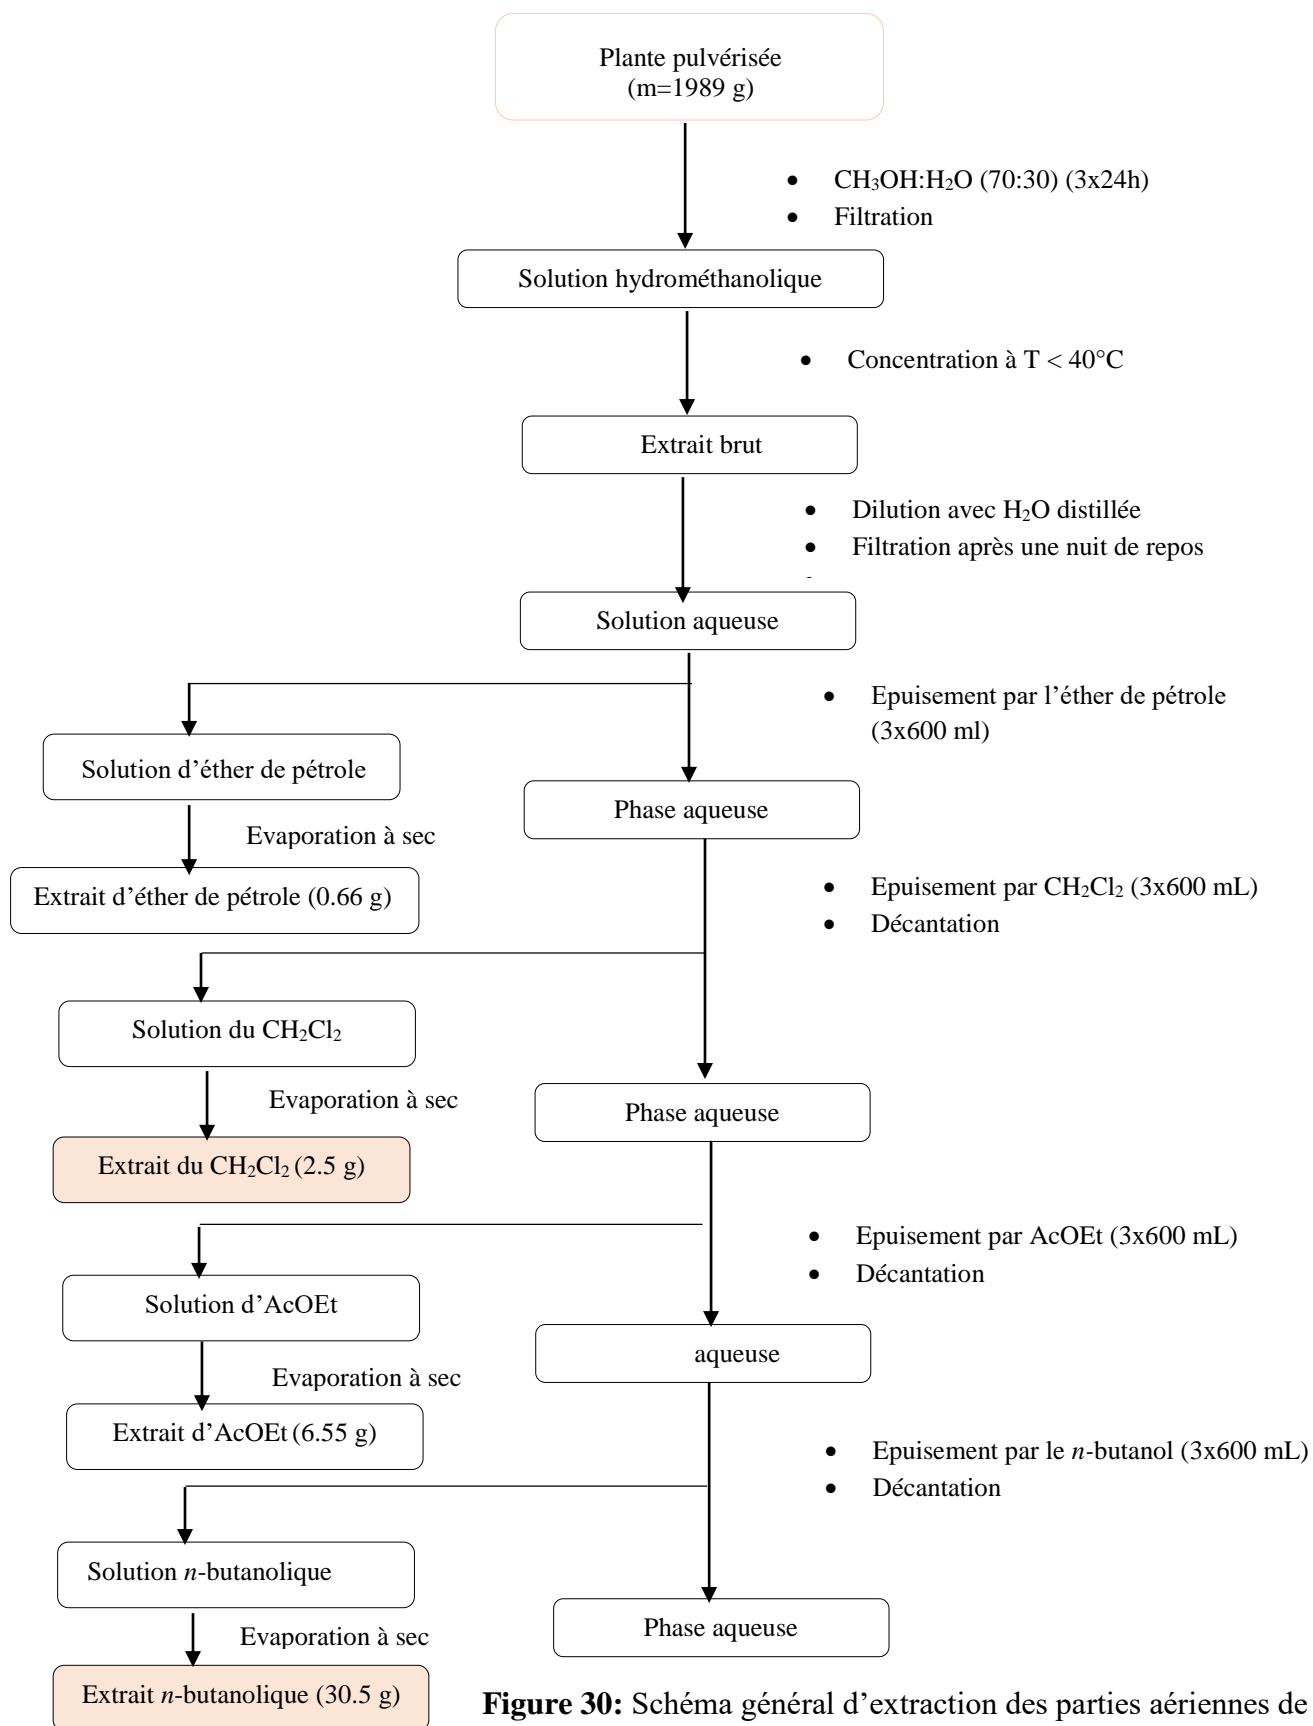 Plante pulvérisée
(m=1989 g)
• CH₃OH:H₂O (70:30) (3x24h)
• Filtration
Solution hydrométhanolique
• Concentration à T < 40°C
Extrait brut
• Dilution avec H₂O distillée
• Filtration après une nuit de repos
Solution aqueuse
• Epuisement par l’éther de pétrole
(3x600 ml)
Solution d’éther de pétrole
Phase aqueuse
Evaporation à sec
Extrait d’éther de pétrole (0.66 g)
• Epuisement par CH₂Cl₂ (3x600 mL)
• Décantation
Solution du CH₂Cl₂
Evaporation à sec
Phase aqueuse
Extrait du CH₂Cl₂ (2.5 g)
• Epuisement par AcOEt (3x600 mL)
• Décantation
Solution d’AcOEt
aqueuse
Evaporation à sec
Extrait d’AcOEt (6.55 g)
• Epuisement par le n-butanol (3x600 mL)
• Décantation
Solution n-butanolique
Phase aqueuse
Evaporation à sec
Extrait n-butanolique (30.5 g)
Figure 30: Schéma général d’extraction des parties aériennes de